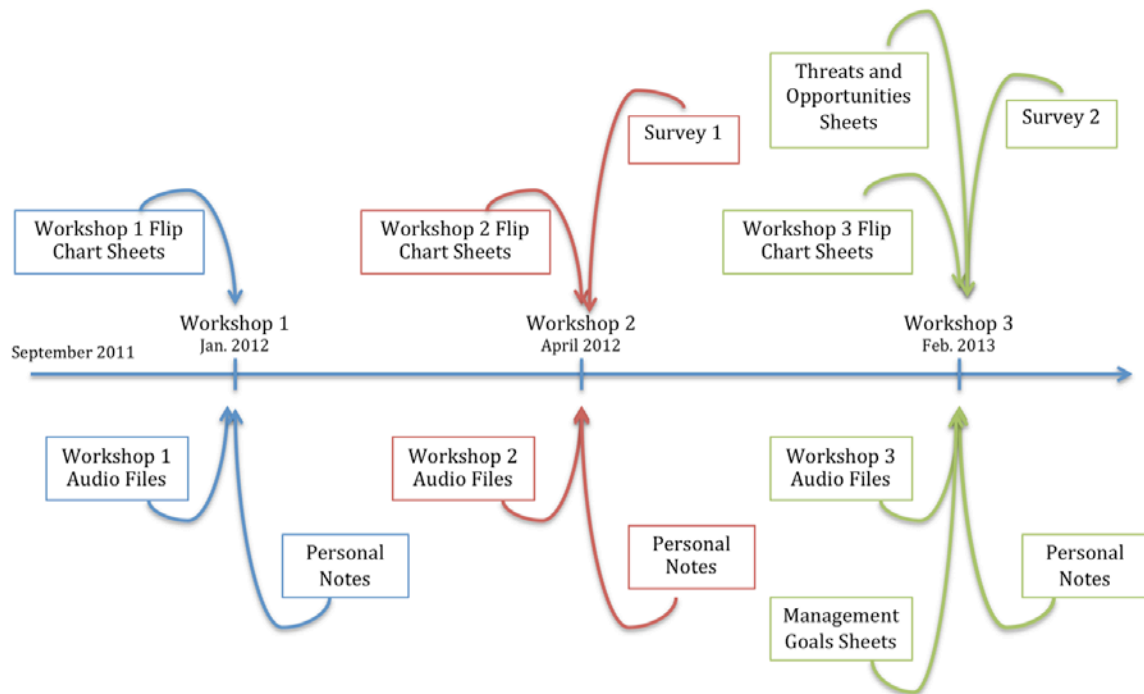 Threats and
Opportunities
Sheets
Survey 1
Survey 2
Workshop 1 Flip
Chart Sheets
Workshop 2 Flip
Chart Sheets
Workshop 3 Flip
Chart Sheets
Workshop 1
Jan. 2012
Workshop 2
April 2012
Workshop 3
Feb. 2013
September 2011
Workshop 1
Audio Files
Workshop 2
Audio Files
Workshop 3
Audio Files
Personal
Notes
Personal
Notes
Personal
Notes
Management
Goals Sheets